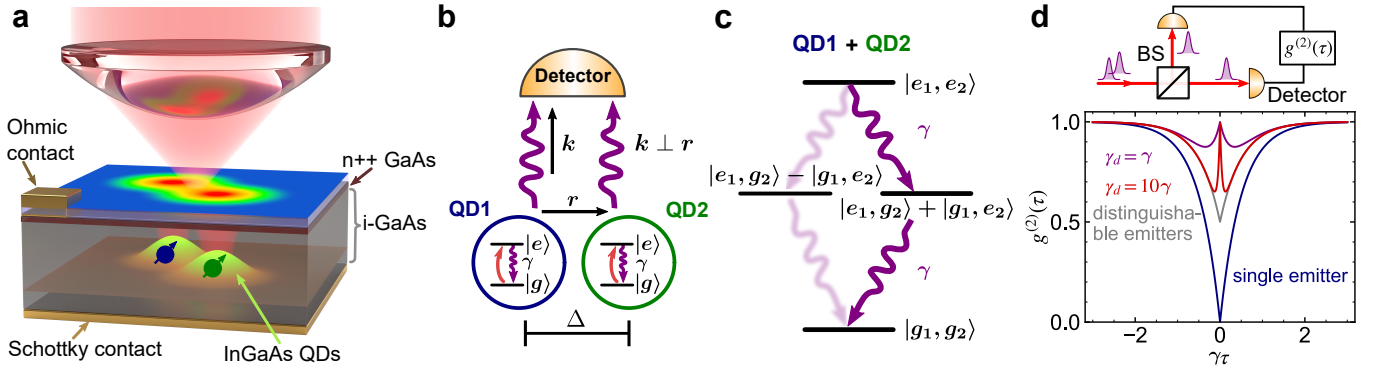 a
Ohmic
contact
n++ GaAs
i-GaAs
Schottky contact
InGaAs QDs
b
Detector
k
k ⊥ r
r
QD1
QD2
|e⟩
γ
|g⟩
|e⟩
γ
|g⟩
Δ
c
QD1 + QD2
|e₁, e₂⟩
γ
|e₁, g₂⟩ − |g₁, e₂⟩
|e₁, g₂⟩ + |g₁, e₂⟩
γ
|g₁, g₂⟩
d
BS
g⁽²⁾(τ)
Detector
1.0
0.5
0.0
g⁽²⁾(τ)
γ_d = γ
γ_d = 10γ
distinguisha-
ble emitters
single emitter
−2
0
2
γτ